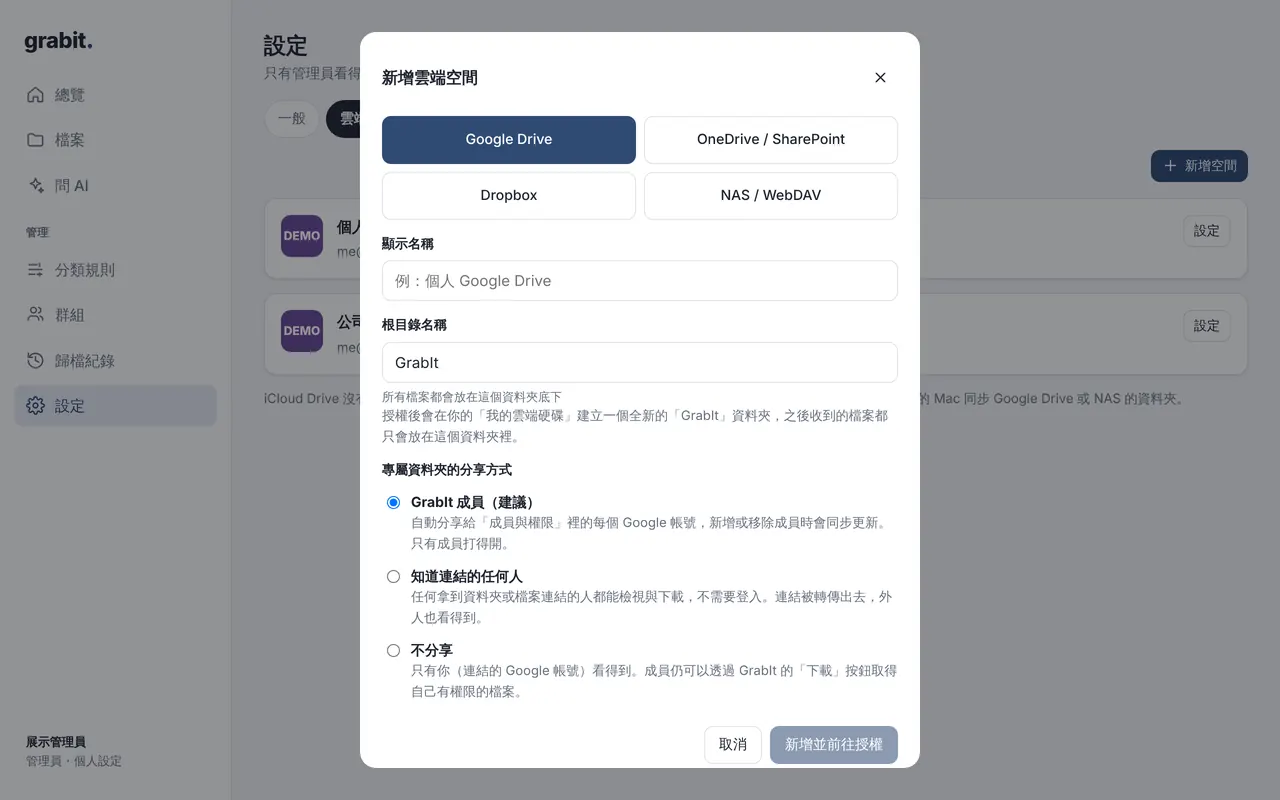 grabit.
總覽
檔案
問 AI
管理
分類規則
群組
歸檔紀錄
設定
展示管理員
管理員・個人設定
設定
只有管理員看得
一般
雲
新增空間
DEMO
個
me@
設定
DEMO
公司
me@
設定
iCloud Drive 沒
的 Mac 同步 Google Drive 或 NAS 的資料夾。
新增雲端空間
Google Drive
OneDrive / SharePoint
Dropbox
NAS / WebDAV
顯示名稱
例：個人 Google Drive
根目錄名稱
GrabIt
所有檔案都會放在這個資料夾底下
授權後會在你的「我的雲端硬碟」建立一個全新的「GrabIt」資料夾，之後收到的檔案都
只會放在這個資料夾裡。
專屬資料夾的分享方式
GrabIt 成員（建議）
自動分享給「成員與權限」裡的每個 Google 帳號，新增或移除成員時會同步更新。
只有成員打得開。
知道連結的任何人
任何拿到資料夾或檔案連結的人都能檢視與下載，不需要登入。連結被轉傳出去，外
人也看得到。
不分享
只有你（連結的 Google 帳號）看得到。成員仍可以透過 GrabIt 的「下載」按鈕取得
自己有權限的檔案。
取消
新增並前往授權